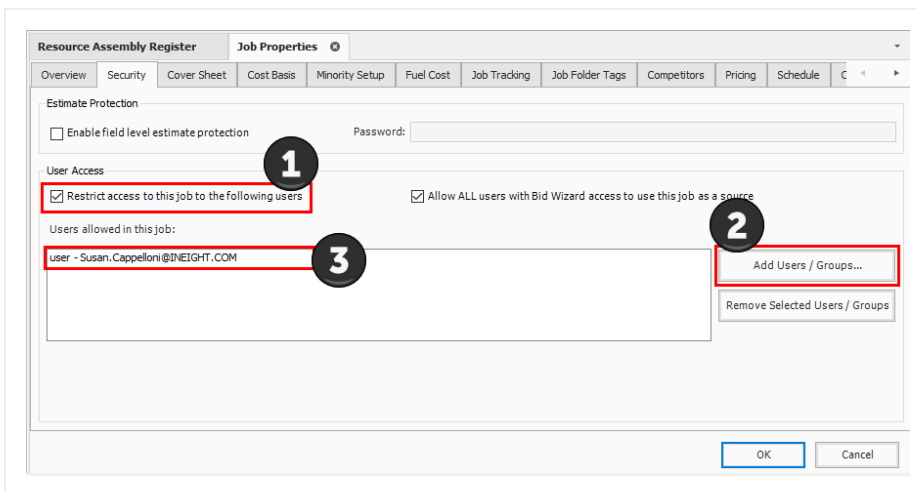 Resource Assembly Register Job Properties
Overview Security Cover Sheet Cost Basis Minority Setup Fuel Cost Job Tracking Job Folder Tags Competitors Pricing Schedule
Estimate Protection
Enable field level estimate protection Password:
1
User Access
Restrict access to this job to the following users Allow ALL users with Bid Wizard access to use this job as a source
2
Users allowed in this job:
user - Susan.Cappelloni@INEIGHT.COM
3
Add Users / Groups...
Remove Selected Users / Groups
OK Cancel